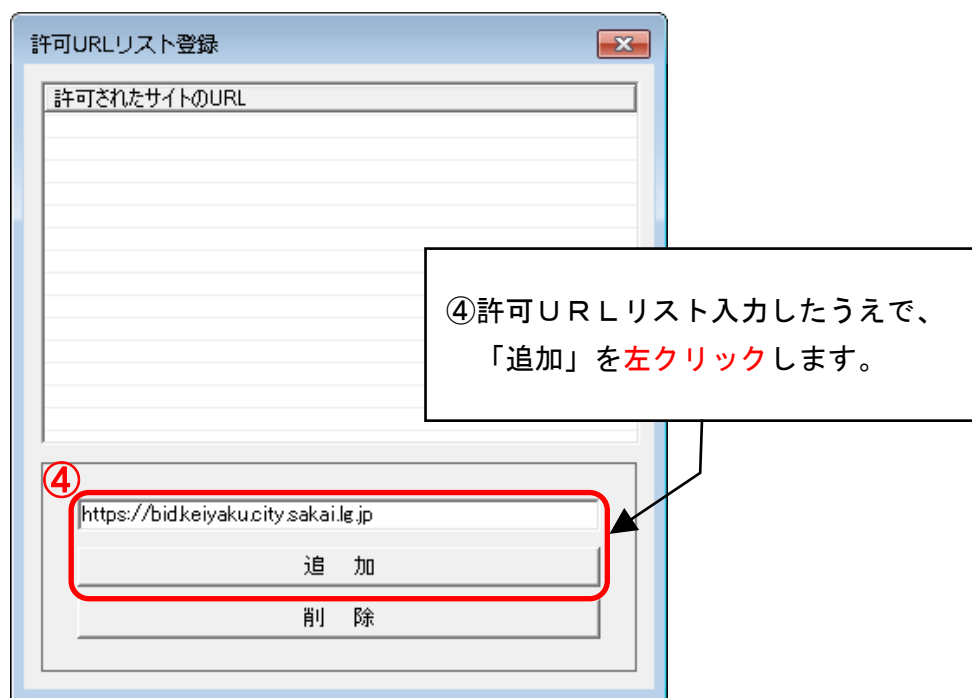 許可URLリスト登録
許可されたサイトのURL
④許可ＵＲＬリスト入力したうえで、
「追加」を左クリックします。
④
https://bid.keiyaku.city.sakai.lg.jp
追　加
削　除